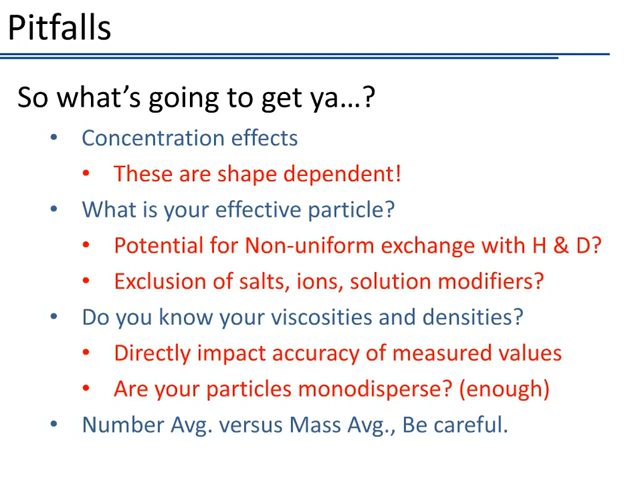 Pitfalls
So what's going to get ya…?
• Concentration effects
• These are shape dependent!
• What is your effective particle?
• Potential for Non-uniform exchange with H & D?
• Exclusion of salts, ions, solution modifiers?
• Do you know your viscosities and densities?
• Directly impact accuracy of measured values
• Are your particles monodisperse? (enough)
• Number Avg. versus Mass Avg., Be careful.